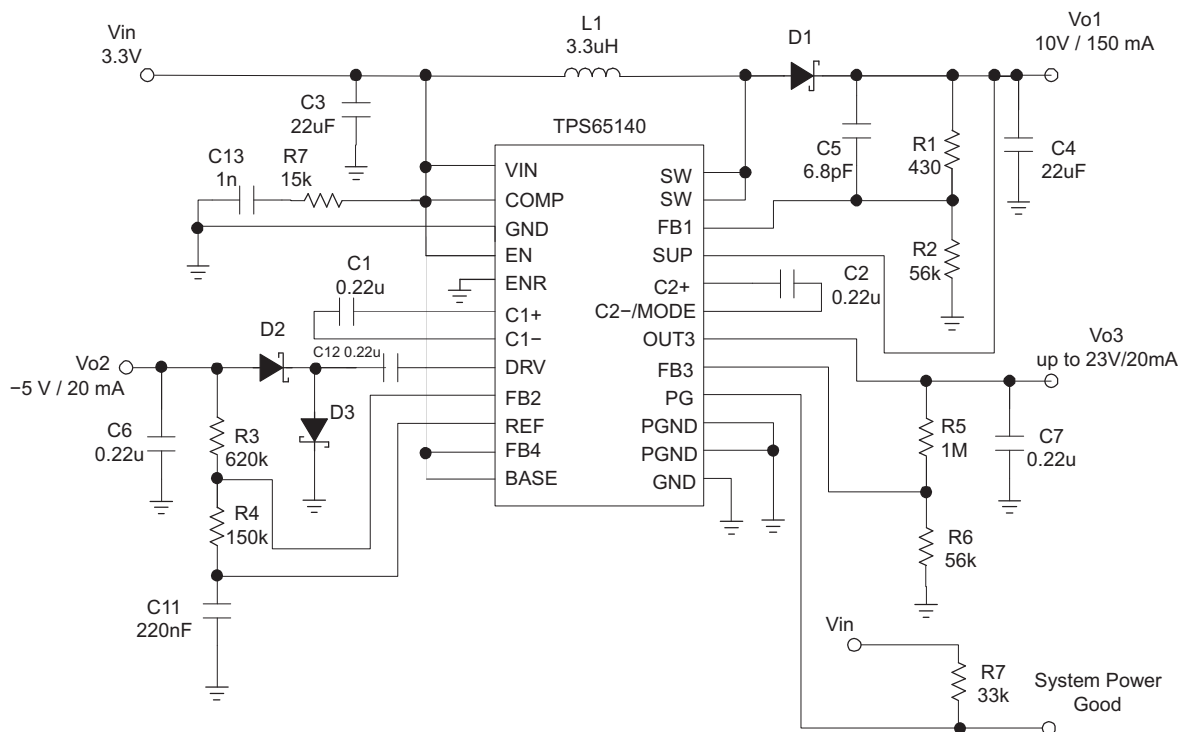 Vin
3.3V
L1
3.3uH
D1
Vo1
10V / 150 mA
C3
22uF
TPS65140
C5
6.8pF
R1
430
C4
22uF
C13
1n
R7
15k
VIN
COMP
GND
EN
ENR
C1+
C1−
DRV
FB2
REF
FB4
BASE
SW
SW
FB1
SUP
C2+
C2−/MODE
OUT3
FB3
PG
PGND
PGND
GND
R2
56k
C1
0.22u
C2
0.22u
D2
C12 0.22u
Vo2
−5 V / 20 mA
Vo3
up to 23V/20mA
D3
C6
0.22u
R3
620k
R4
150k
C11
220nF
R5
1M
C7
0.22u
R6
56k
Vin
R7
33k
System Power
Good